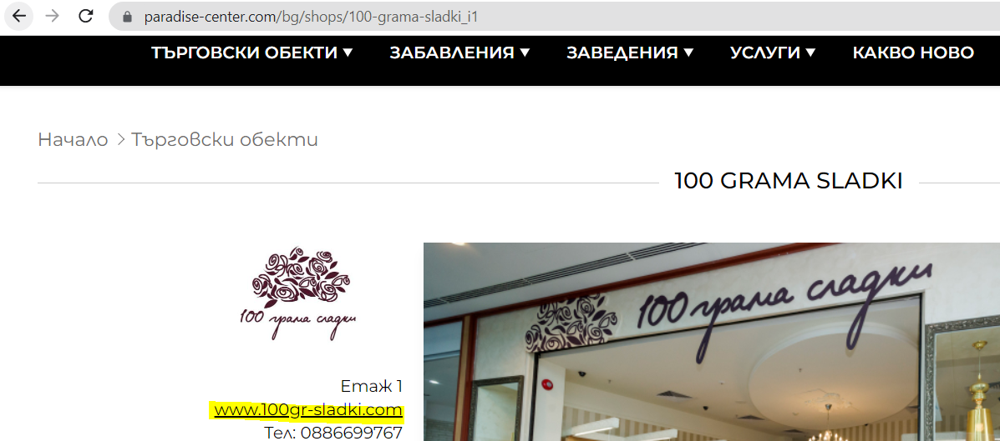 paradise-center.com/bg/shops/100-grama-sladki_i1
ТЪРГОВСКИ ОБЕКТИ ▼ ЗАБАВЛЕНИЯ ▼ ЗАВЕДЕНИЯ ▼ УСЛУГИ ▼ КАКВО НОВО
Начало > Търговски обекти
100 GRAMA SLADKI
100 грама сладки
100 грама сладки
Етаж 1
www.100gr-sladki.com
Тел: 0886699767